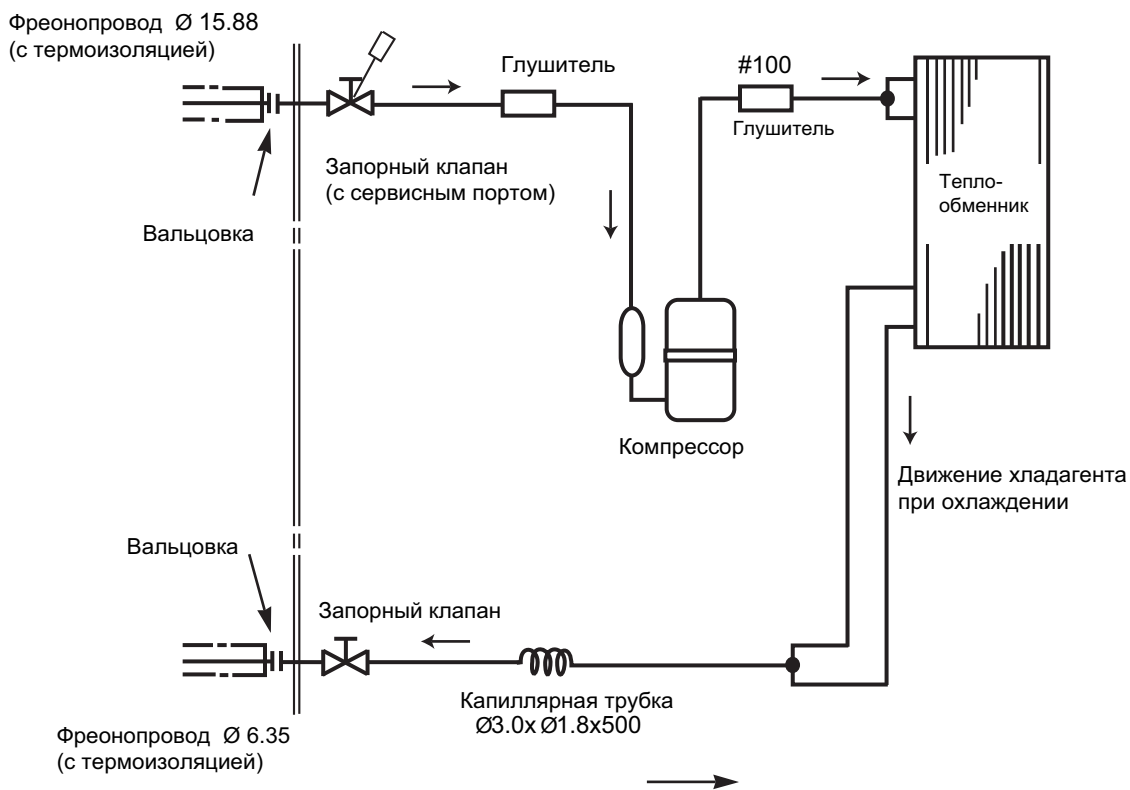 Фреонопровод Ø 15.88
(с термоизоляцией)
Глушитель
#100
Глушитель
Запорный клапан
(с сервисным портом)
Тепло-
обменник
Вальцовка
Компрессор
Движение хладагента
при охлаждении
Вальцовка
Запорный клапан
Капиллярная трубка
Ø3.0x Ø1.8x500
Фреонопровод Ø 6.35
(с термоизоляцией)